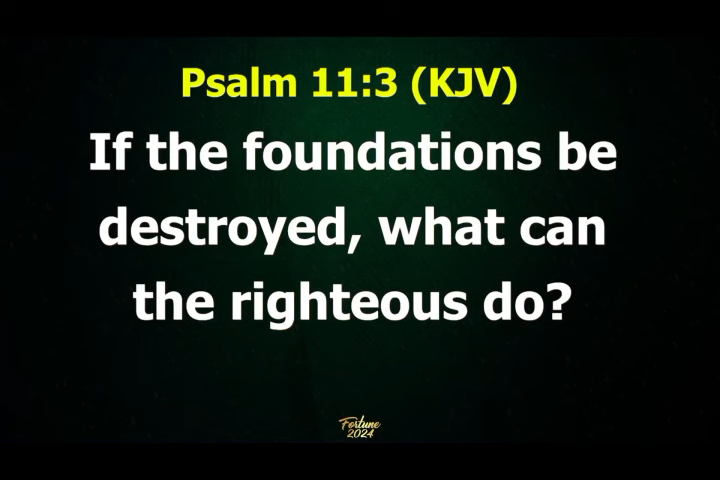 Psalm 11:3 (KJV)
If the foundations be
destroyed, what can
the righteous do?
Fortune
2024